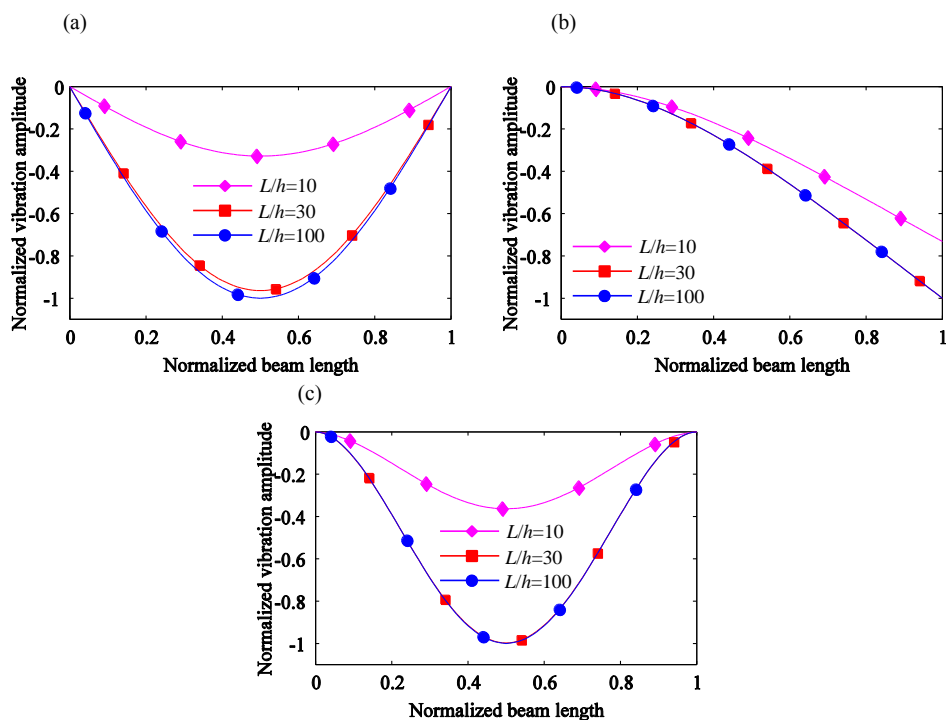 (a)
Normalized vibration amplitude
0
-0.2
-0.4
-0.6
-0.8
-1
L/h=10
L/h=30
L/h=100
0
0.2
0.4
0.6
0.8
1
Normalized beam length
(b)
Normalized vibration amplitude
0
-0.2
-0.4
-0.6
-0.8
-1
L/h=10
L/h=30
L/h=100
0
0.2
0.4
0.6
0.8
1
Normalized beam length
(c)
Normalized vibration amplitude
0
-0.2
-0.4
-0.6
-0.8
-1
L/h=10
L/h=30
L/h=100
0
0.2
0.4
0.6
0.8
1
Normalized beam length